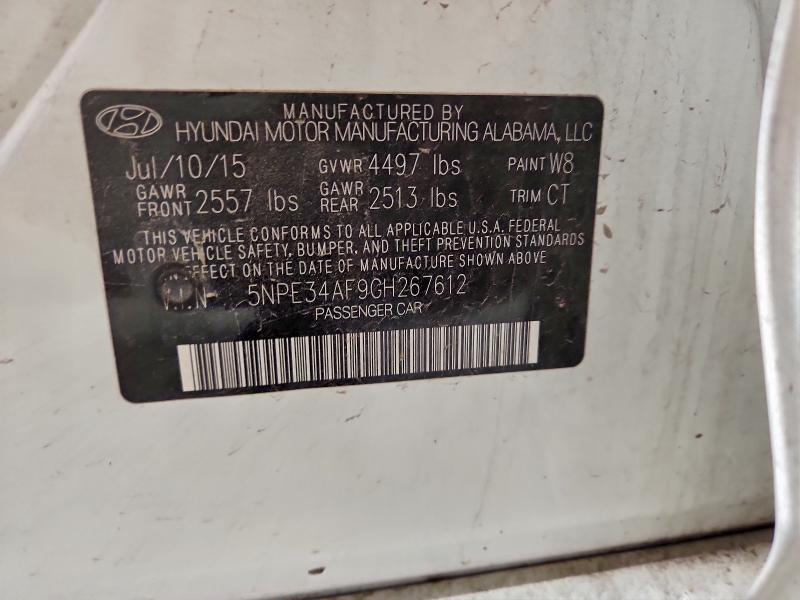 MANUFACTURED BY
HYUNDAI MOTOR MANUFACTURING ALABAMA, LLC
Jul/10/15 GVWR 4497 lbs PAINT W8
GAWR FRONT 2557 lbs GAWR REAR 2513 lbs TRIM CT
THIS VEHICLE CONFORMS TO ALL APPLICABLE U.S.A. FEDERAL
MOTOR VEHICLE SAFETY, BUMPER, AND THEFT PREVENTION STANDARDS
EFFECT ON THE DATE OF MANUFACTURE SHOWN ABOVE
V.I.N- 5NPE34AF9GH267612
PASSENGER CAR